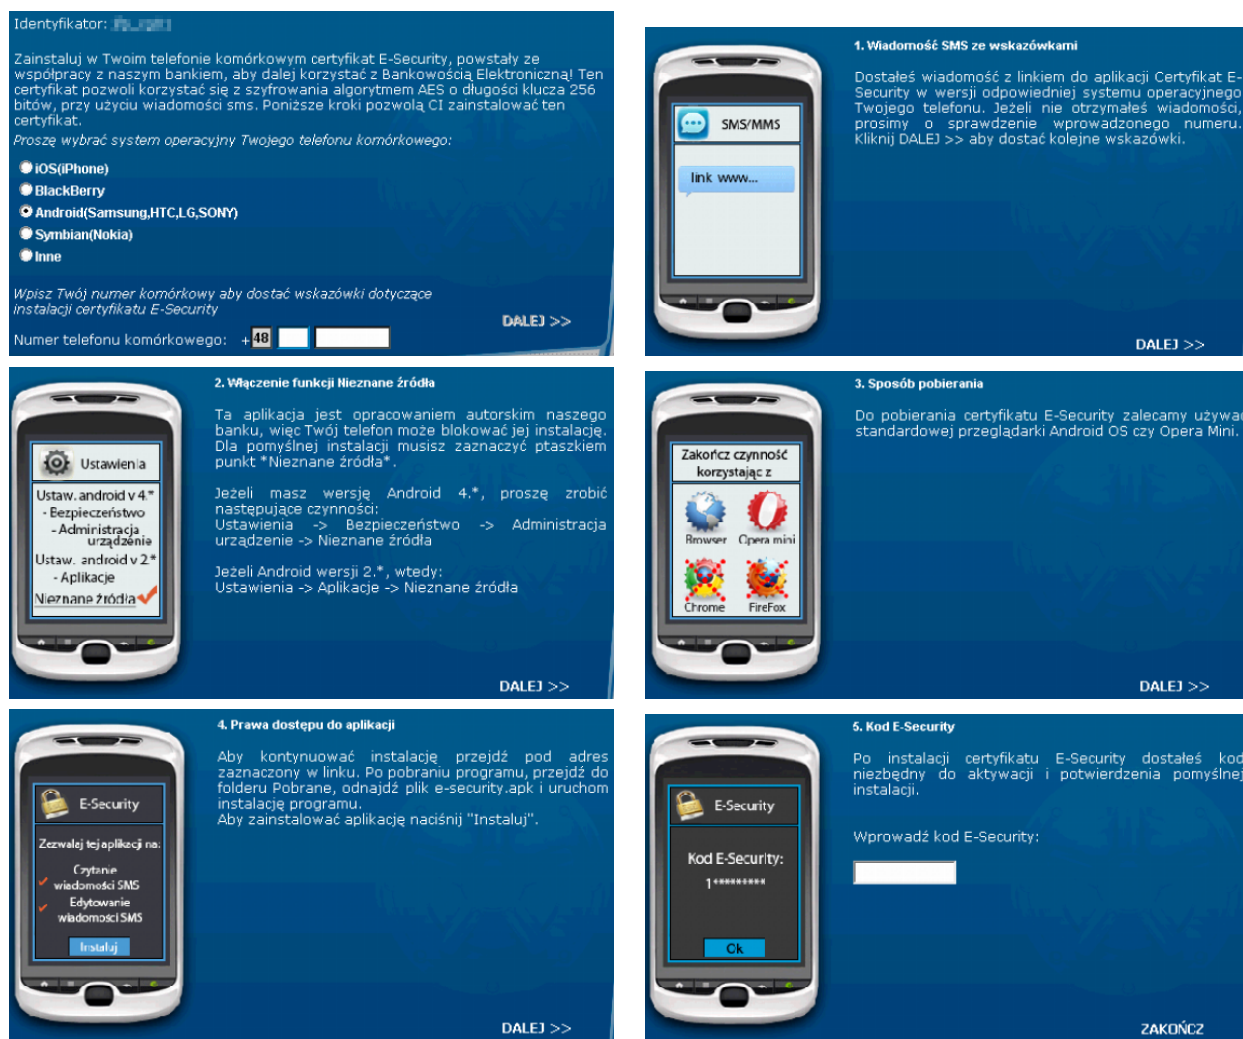 Identyfikator:
Zainstaluj w Twoim telefonie komórkowym certyfikat E-Security, powstały ze
współpracy z naszym bankiem, aby dalej korzystać z Bankowością Elektroniczną! Ten
certyfikat pozwoli korzystać się z szyfrowania algorytmem AES o długości klucza 256
bitów, przy użyciu wiadomości sms. Poniższe kroki pozwolą CI zainstalować ten
certyfikat.
Proszę wybrać system operacyjny Twojego telefonu komórkowego:
iOS(iPhone)
BlackBerry
Android(Samsung,HTC,LG,SONY)
Symbian(Nokia)
Inne
Wpisz Twój numer komórkowy aby dostać wskazówki dotyczące
instalacji certyfikatu E-Security
DALEJ >>
Numer telefonu komórkowego: +48
1. Wiadomość SMS ze wskazówkami
Dostałeś wiadomość z linkiem do aplikacji Certyfikat E-
Security w wersji odpowiedniej systemu operacyjnego
Twojego telefonu. Jeżeli nie otrzymałeś wiadomości,
prosimy o sprawdzenie wprowadzonego numeru.
Kliknij DALEJ >> aby dostać kolejne wskazówki.
SMS/MMS
link www...
DALEJ >>
2. Włączenie funkcji Nieznane źródła
Ta aplikacja jest opracowaniem autorskim naszego
banku, więc Twój telefon może blokować jej instalację.
Dla pomyślnej instalacji musisz zaznaczyć ptaszkiem
punkt *Nieznane źródła*.
Jeżeli masz wersję Android 4.*, proszę zrobić
następujące czynności:
Ustawienia -> Bezpieczeństwo -> Administracja
urządzenie -> Nieznane źródła
Jeżeli Android wersji 2.*, wtedy:
Ustawienia -> Aplikacje -> Nieznane źródła
Ustawienia
Ustaw. android v 4.*
- Bezpieczeństwo
- Administracja
urządzenie
Ustaw. android v 2*
- Aplikacje
Nieznane źródła
DALEJ >>
3. Sposób pobierania
Do pobierania certyfikatu E-Security zalecamy używać
standardowej przeglądarki Android OS czy Opera Mini.
Zakończ czynność
korzystając z
Browser Opera mini
Chrome FireFox
DALEJ >>
4. Prawa dostępu do aplikacji
Aby kontynuować instalację przejdź pod adres
zaznaczony w linku. Po pobraniu programu, przejdź do
folderu Pobrane, odnajdź plik e-security.apk i uruchom
instalację programu.
Aby zainstalować aplikację naciśnij "Instaluj".
E-Security
Zezwalaj tej aplikacji na:
Czytanie
wiadomości SMS
Edytowanie
wiadomości SMS
Instaluj
DALEJ >>
5. Kod E-Security
Po instalacji certyfikatu E-Security dostałeś kod
niezbędny do aktywacji i potwierdzenia pomyślnej
instalacji.
Wprowadź kod E-Security:
E-Security
Kod E-Security:
1*********
Ok
ZAKOŃCZ